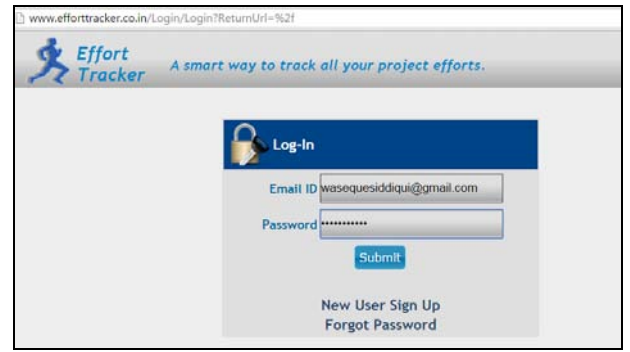 www.efforttracker.co.in/Login/Login?ReturnUrl=%2f
Effort
Tracker
A smart way to track all your project efforts.
Log-In
Email ID wasequesiddiqui@gmail.com
Password •••••••••••
Submit
New User Sign Up
Forgot Password